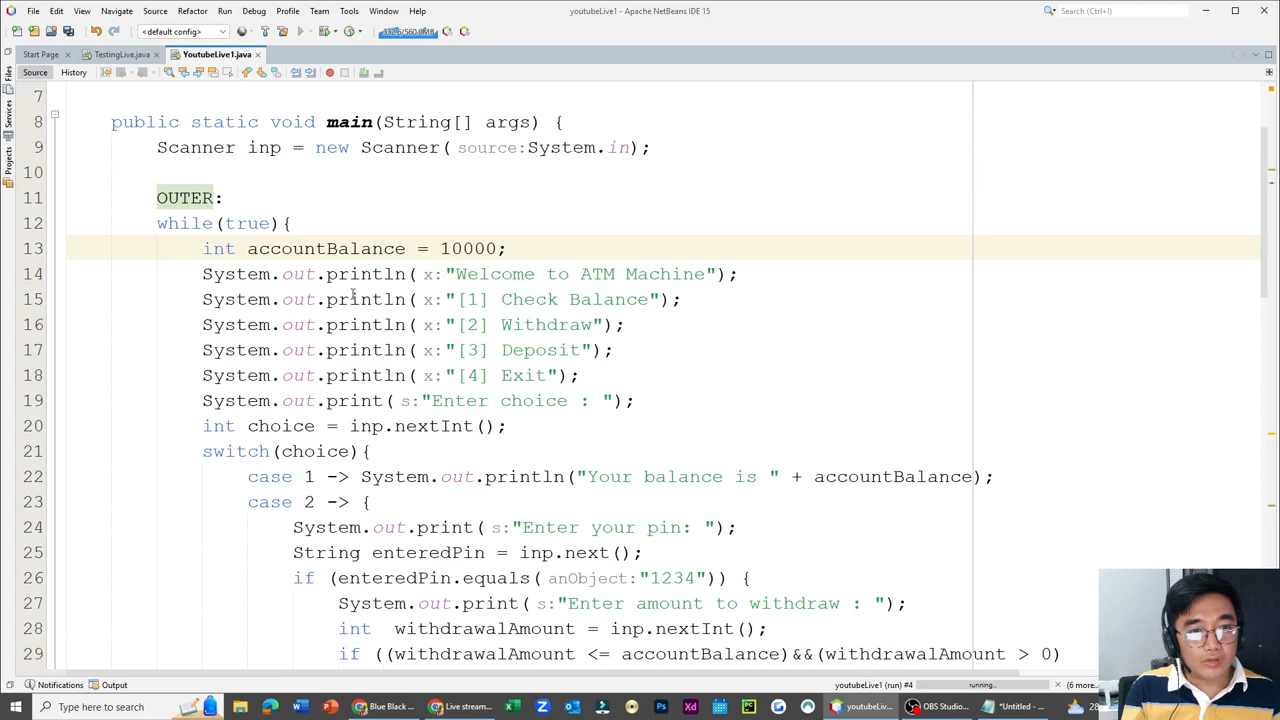 File Edit View Navigate Source Refactor Run Debug Profile Team Tools Window Help youtubeLive1 - Apache NetBeans IDE 15 Search (Ctrl+I)
<default config> 332.6/560.0MB
Start Page TestingLive.java YoutubeLive1.java
Source History
Files
Services
Projects
7
8 public static void main(String[] args) {
9 Scanner inp = new Scanner( source:System.in);
10
11 OUTER:
12 while(true){
13 int accountBalance = 10000;
14 System.out.println( x:"Welcome to ATM Machine");
15 System.out.println( x:"[1] Check Balance");
16 System.out.println( x:"[2] Withdraw");
17 System.out.println( x:"[3] Deposit");
18 System.out.println( x:"[4] Exit");
19 System.out.print( s:"Enter choice : ");
20 int choice = inp.nextInt();
21 switch(choice){
22 case 1 -> System.out.println("Your balance is " + accountBalance);
23 case 2 -> {
24 System.out.print( s:"Enter your pin: ");
25 String enteredPin = inp.next();
26 if (enteredPin.equals( anObject:"1234")) {
27 System.out.print( s:"Enter amount to withdraw : ");
28 int withdrawalAmount = inp.nextInt();
29 if ((withdrawalAmount <= accountBalance)&&(withdrawalAmount > 0)
Notifications Output youtubeLive1 (run) #4 running... (6 more...
Type here to search Blue Black ... Live stream... youtubeLiv... OBS Studio... *Untitled - ... 28